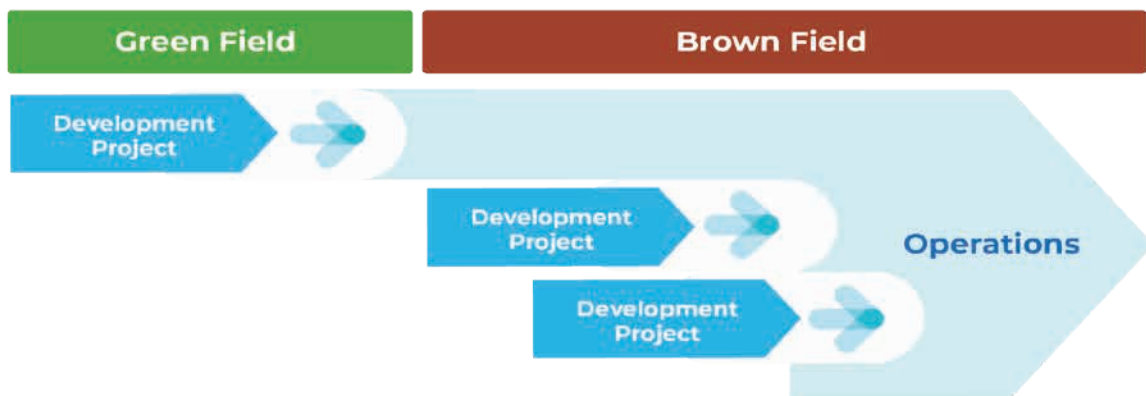 Green Field
Brown Field
Development
Project
Development
Project
Operations
Development
Project